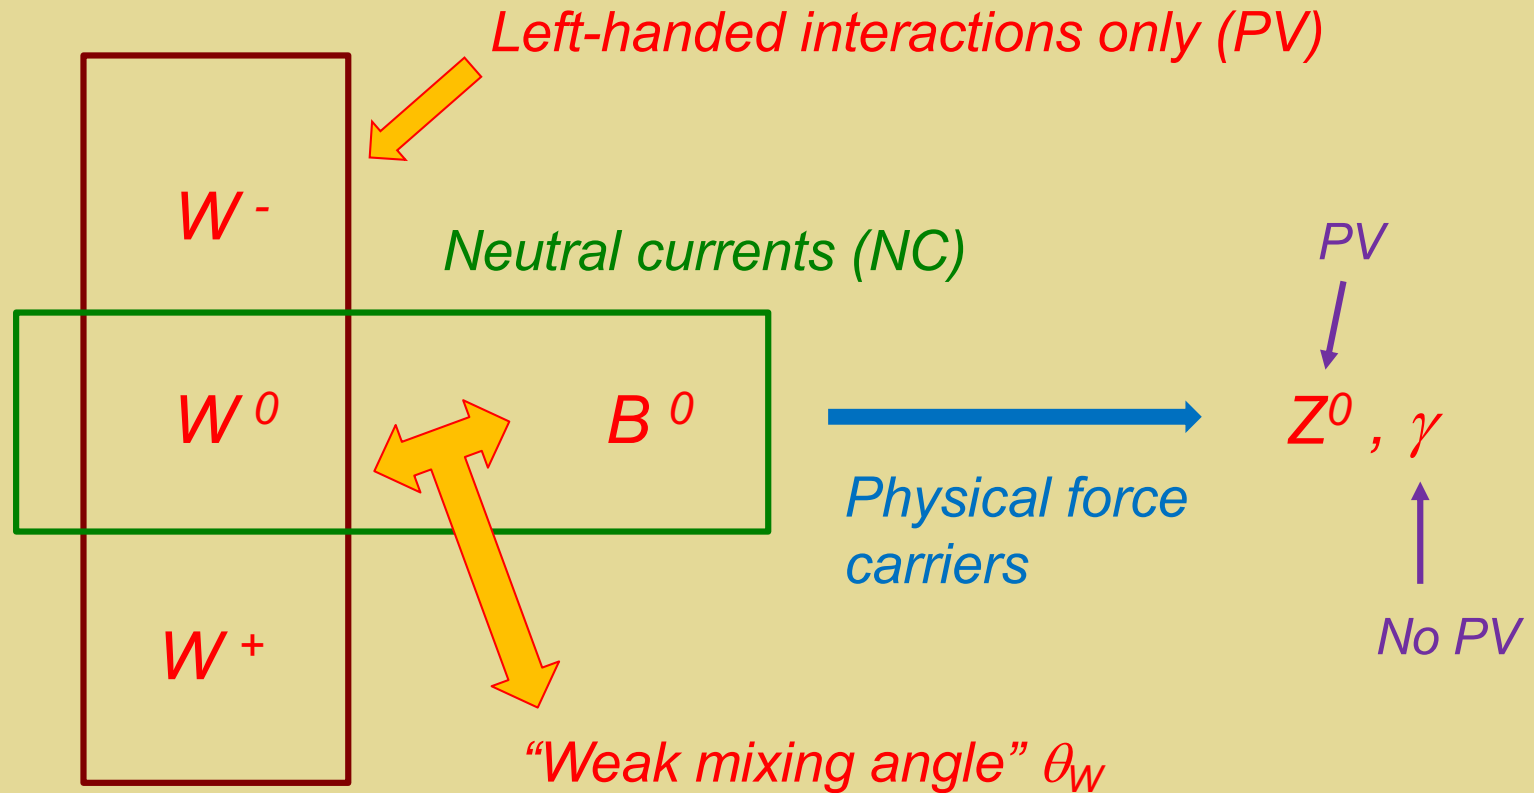 Left-handed interactions only (PV)
W -
Neutral currents (NC)
PV
W 0
B 0
Z0 , γ
Physical force
carriers
W +
No PV
“Weak mixing angle” θW